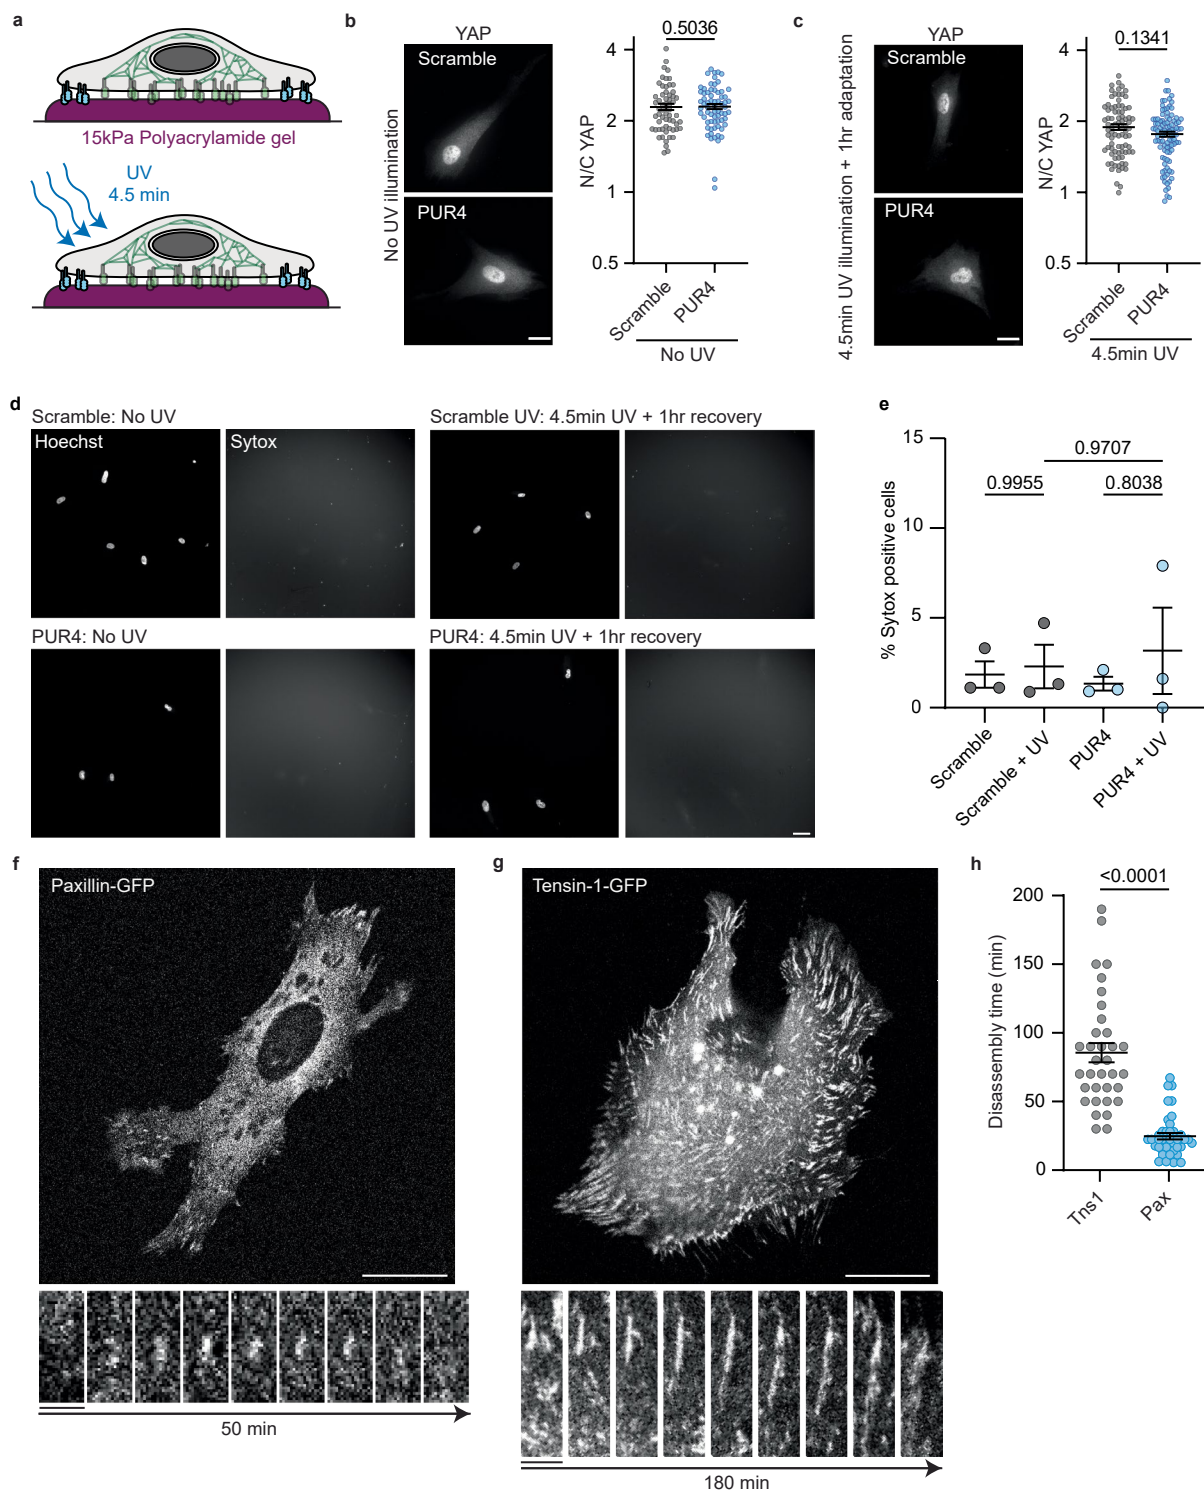 a
15kPa Polyacrylamide gel
UV
4.5 min
b
No UV illumination
YAP
Scramble
PUR4
N/C YAP
4
2
1
0.5
0.5036
Scramble
PUR4
No UV
c
4.5min UV illumination + 1hr adaptation
YAP
Scramble
PUR4
N/C YAP
4
2
1
0.5
0.1341
Scramble
PUR4
4.5min UV
d
Scramble: No UV
Hoechst
Sytox
Scramble UV: 4.5min UV + 1hr recovery
PUR4: No UV
PUR4: 4.5min UV + 1hr recovery
e
% Sytox positive cells
15
10
5
0
0.9707
0.9955
0.8038
Scramble
Scramble + UV
PUR4
PUR4 + UV
f
Paxillin-GFP
50 min
g
Tensin-1-GFP
180 min
h
Disassembly time (min)
200
150
100
50
0
<0.0001
Tns1
Pax